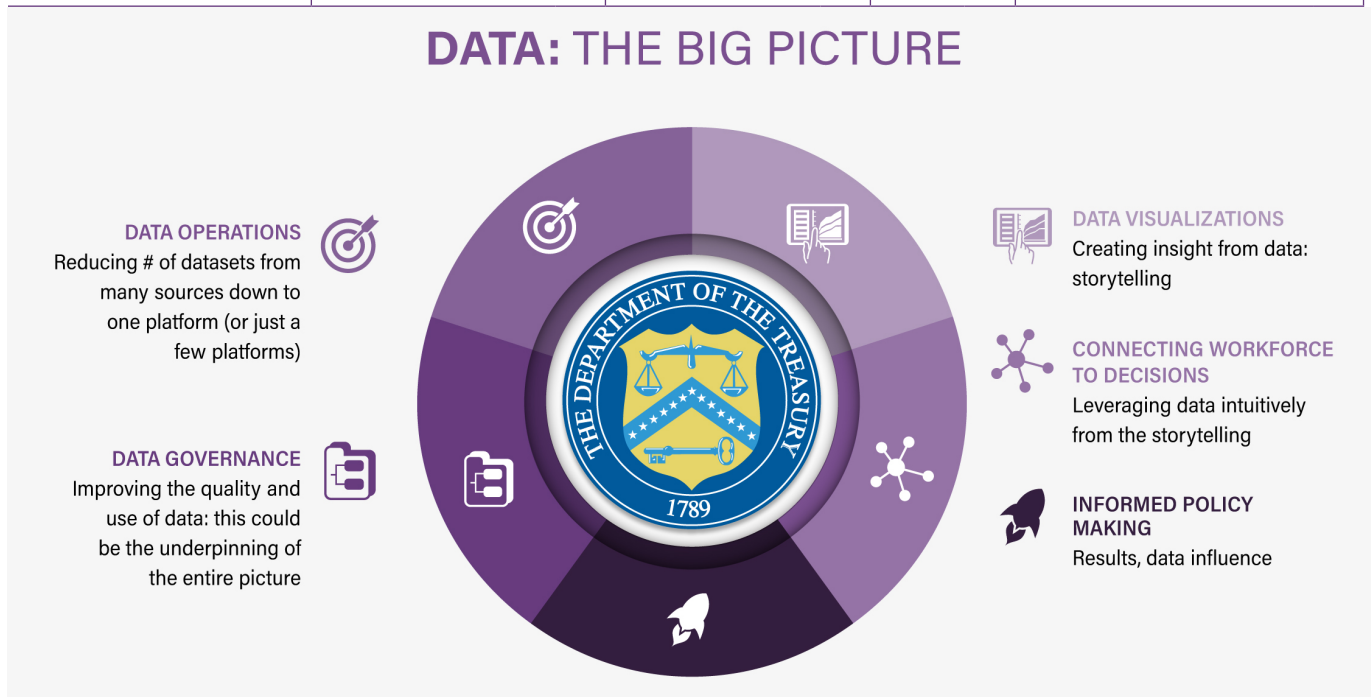 DATA: THE BIG PICTURE
DATA OPERATIONS
Reducing # of datasets from
many sources down to
one platform (or just a
few platforms)
DATA GOVERNANCE
Improving the quality and
use of data: this could
be the underpinning of
the entire picture
THE DEPARTMENT OF THE TREASURY
1789
DATA VISUALIZATIONS
Creating insight from data:
storytelling
CONNECTING WORKFORCE
TO DECISIONS
Leveraging data intuitively
from the storytelling
INFORMED POLICY
MAKING
Results, data influence